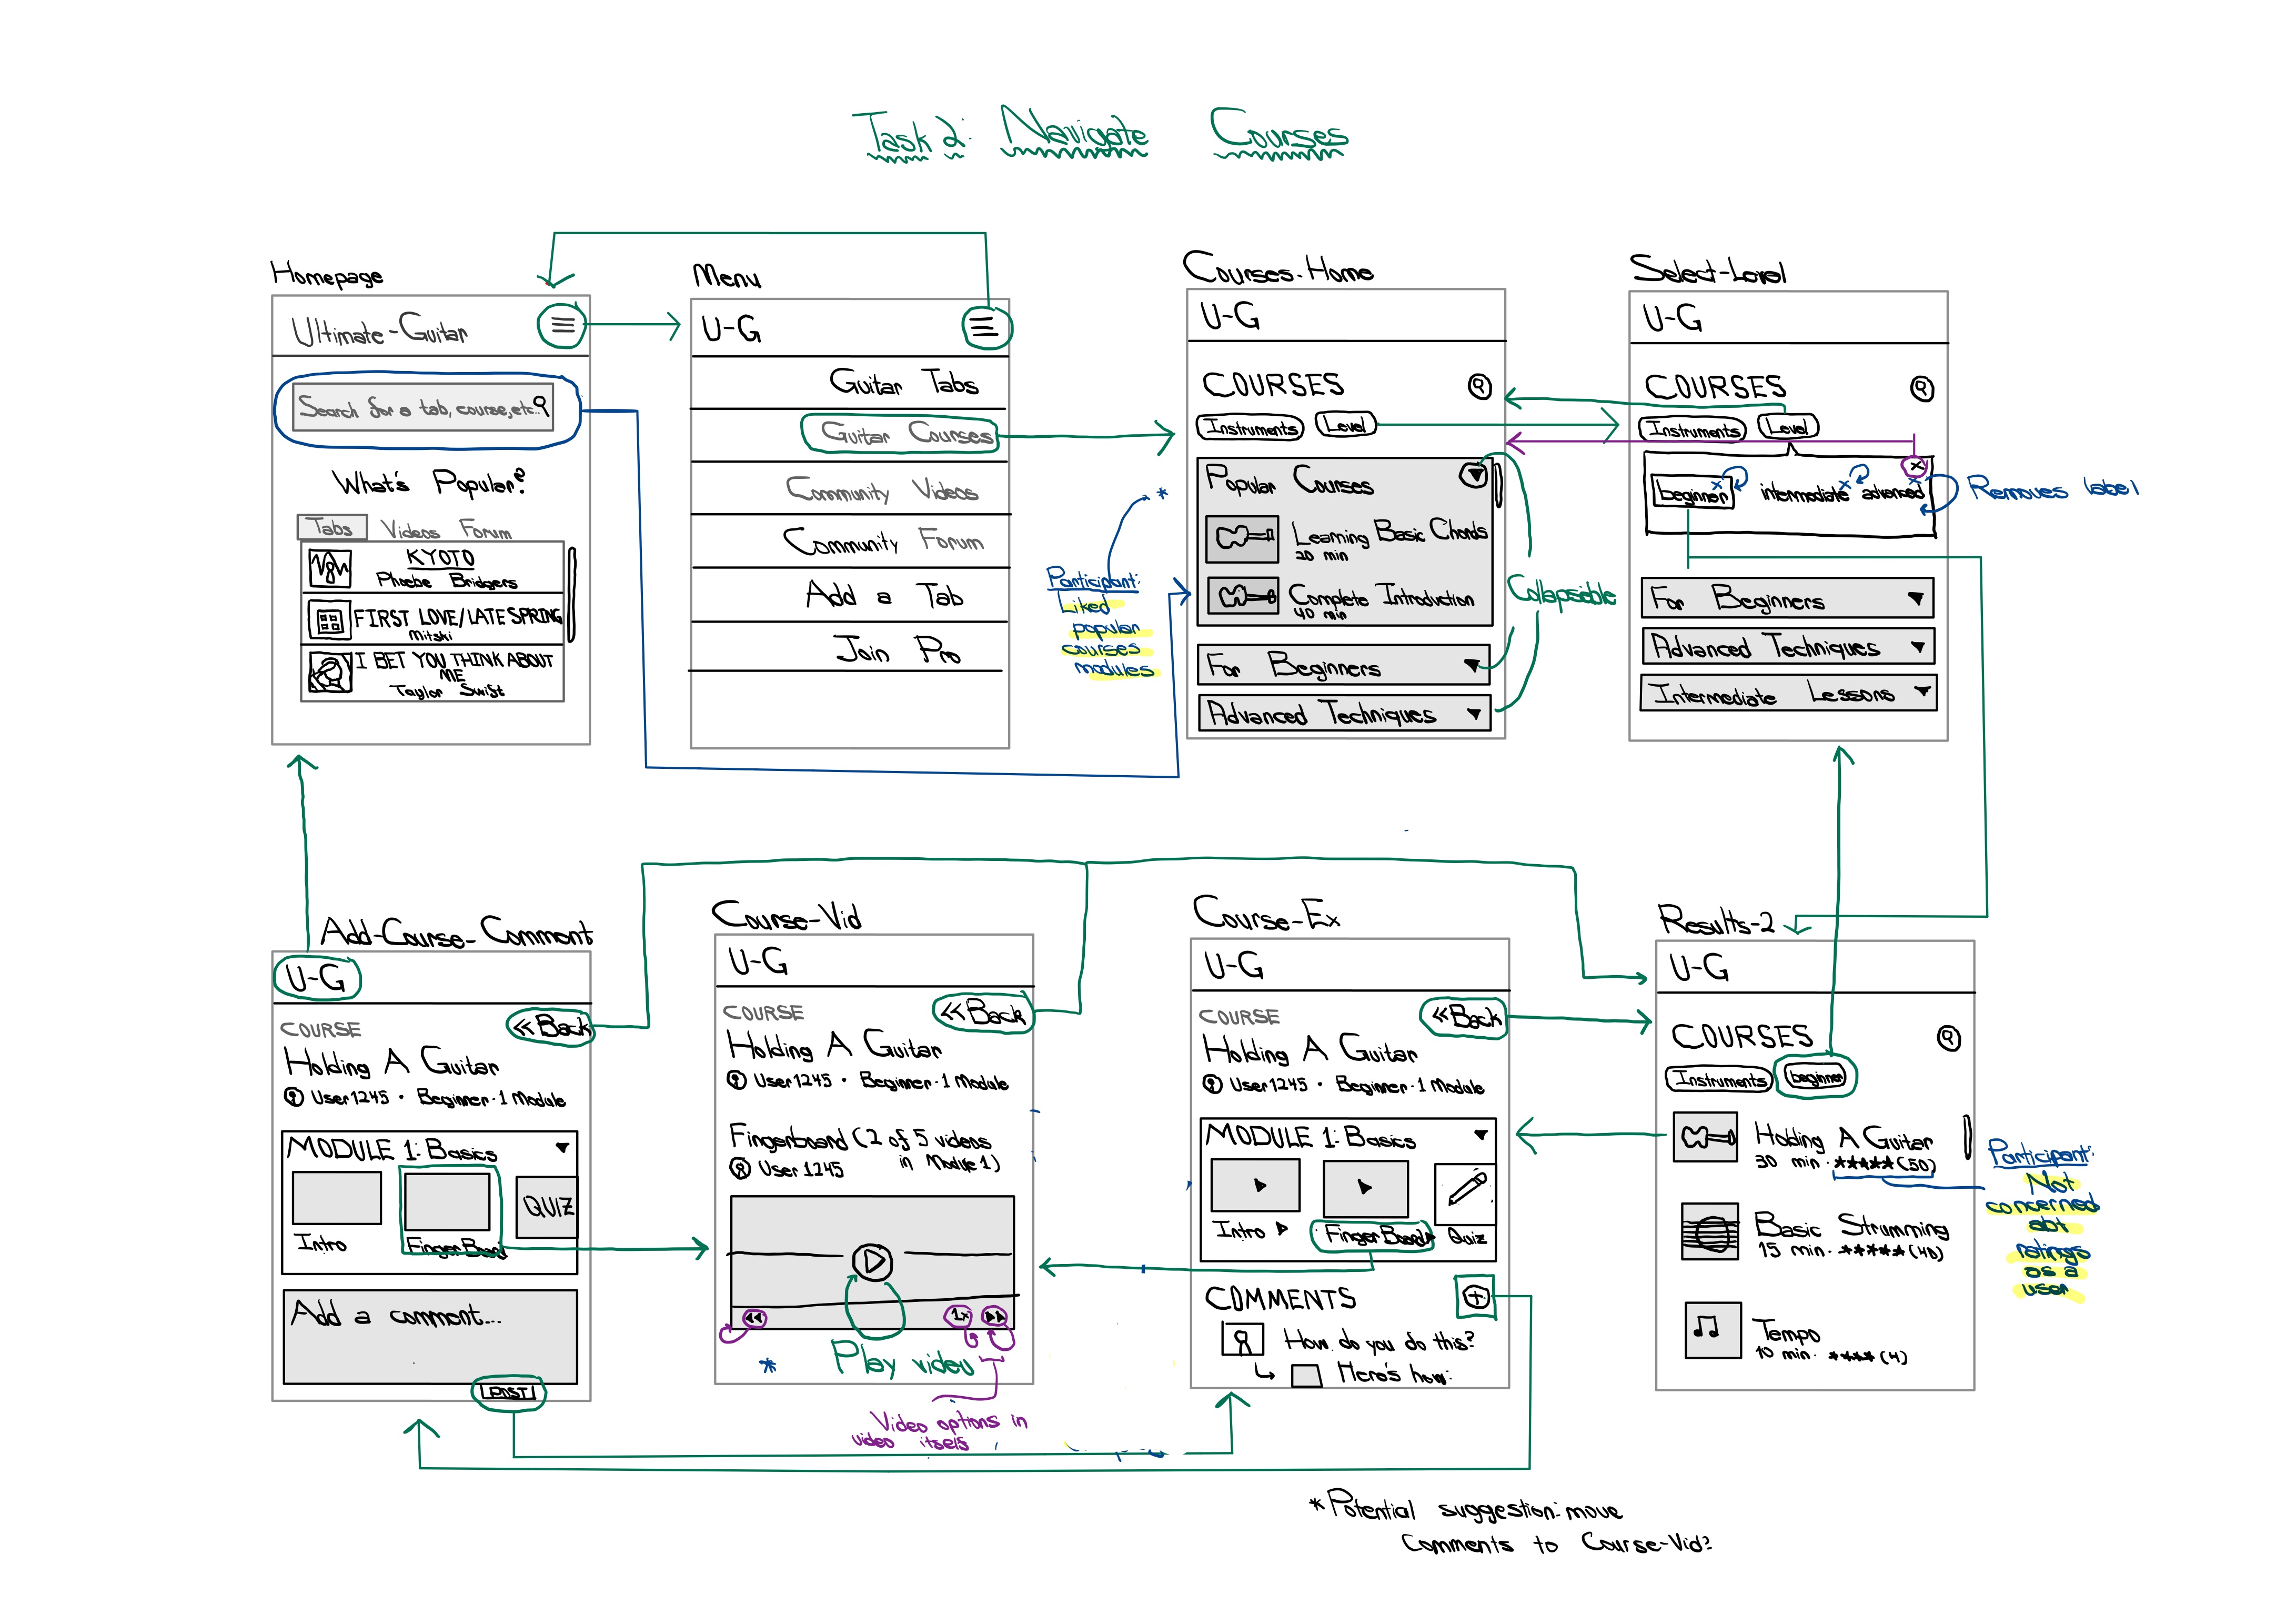 Task 2: Navigate Courses
Homepage
Ultimate-Guitar
Search for a tab, course, etc..
What's Popular?
Tabs Videos Forum
KYOTO
Phoebe Bridgers
FIRST LOVE/LATE SPRING
Mitski
I BET YOU THINK ABOUT
ME
Taylor Swift
Menu
U-G
Guitar Tabs
Guitar Courses
Community Videos
Community Forum
Add a Tab
Join Pro
Participant:
Liked
popular
courses
modules
*
Courses-Home
U-G
COURSES
Instruments Level
Popular Courses
Learning Basic Chords
20 min
Complete Introduction
40 min
For Beginners
Advanced Techniques
Collapseible
Select-Level
U-G
COURSES
Instruments Level
x
beginner x intermediate x advanced x
Removes label
For Beginners
Advanced Techniques
Intermediate Lessons
Add-Course-Comment
U-G
<<Back
COURSE
Holding A Guitar
User1245 · Beginner·1 Module
MODULE 1: Basics
QUIZ
Intro FingerBoard
Add a comment...
POST
Course-Vid
U-G
<<Back
COURSE
Holding A Guitar
User1245 · Beginner·1 Module
Fingerboard (2 of 5 videos
in Module 1)
User 1245
1x
* Play video
Video options in
video itself
Course-Ex
U-G
<<Back
COURSE
Holding A Guitar
User1245 · Beginner·1 Module
MODULE 1: Basics
Intro FingerBoard Quiz
COMMENTS +
How do you do this?
Here's how:
Results-2
U-G
COURSES
Instruments beginner
Holding A Guitar
30 min · ★★★★★ (50)
Basic Strumming
15 min · ★★★★★ (40)
Tempo
10 min · ★★★★ (4)
Participant:
Not
concerned
abt
ratings
as a
user
*Potential suggestion: move
Comments to Course-Vid?